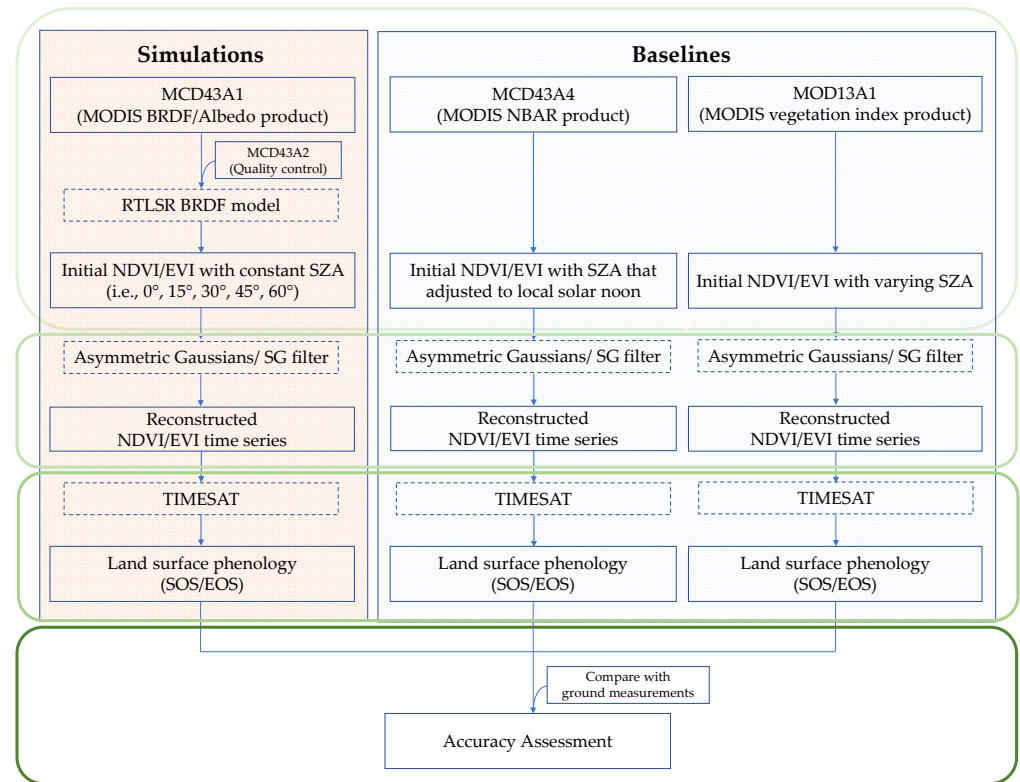 Simulations
MCD43A1
(MODIS BRDF/Albedo product)
MCD43A2
(Quality control)
RTLSR BRDF model
Initial NDVI/EVI with constant SZA
(i.e., 0°, 15°, 30°, 45°, 60°)
Asymmetric Gaussians/ SG filter
Reconstructed
NDVI/EVI time series
TIMESAT
Land surface phenology
(SOS/EOS)
Baselines
MCD43A4
(MODIS NBAR product)
Initial NDVI/EVI with SZA that
adjusted to local solar noon
Asymmetric Gaussians/ SG filter
Reconstructed
NDVI/EVI time series
TIMESAT
Land surface phenology
(SOS/EOS)
MOD13A1
(MODIS vegetation index product)
Initial NDVI/EVI with varying SZA
Asymmetric Gaussians/ SG filter
Reconstructed
NDVI/EVI time series
TIMESAT
Land surface phenology
(SOS/EOS)
Compare with
ground measurements
Accuracy Assessment